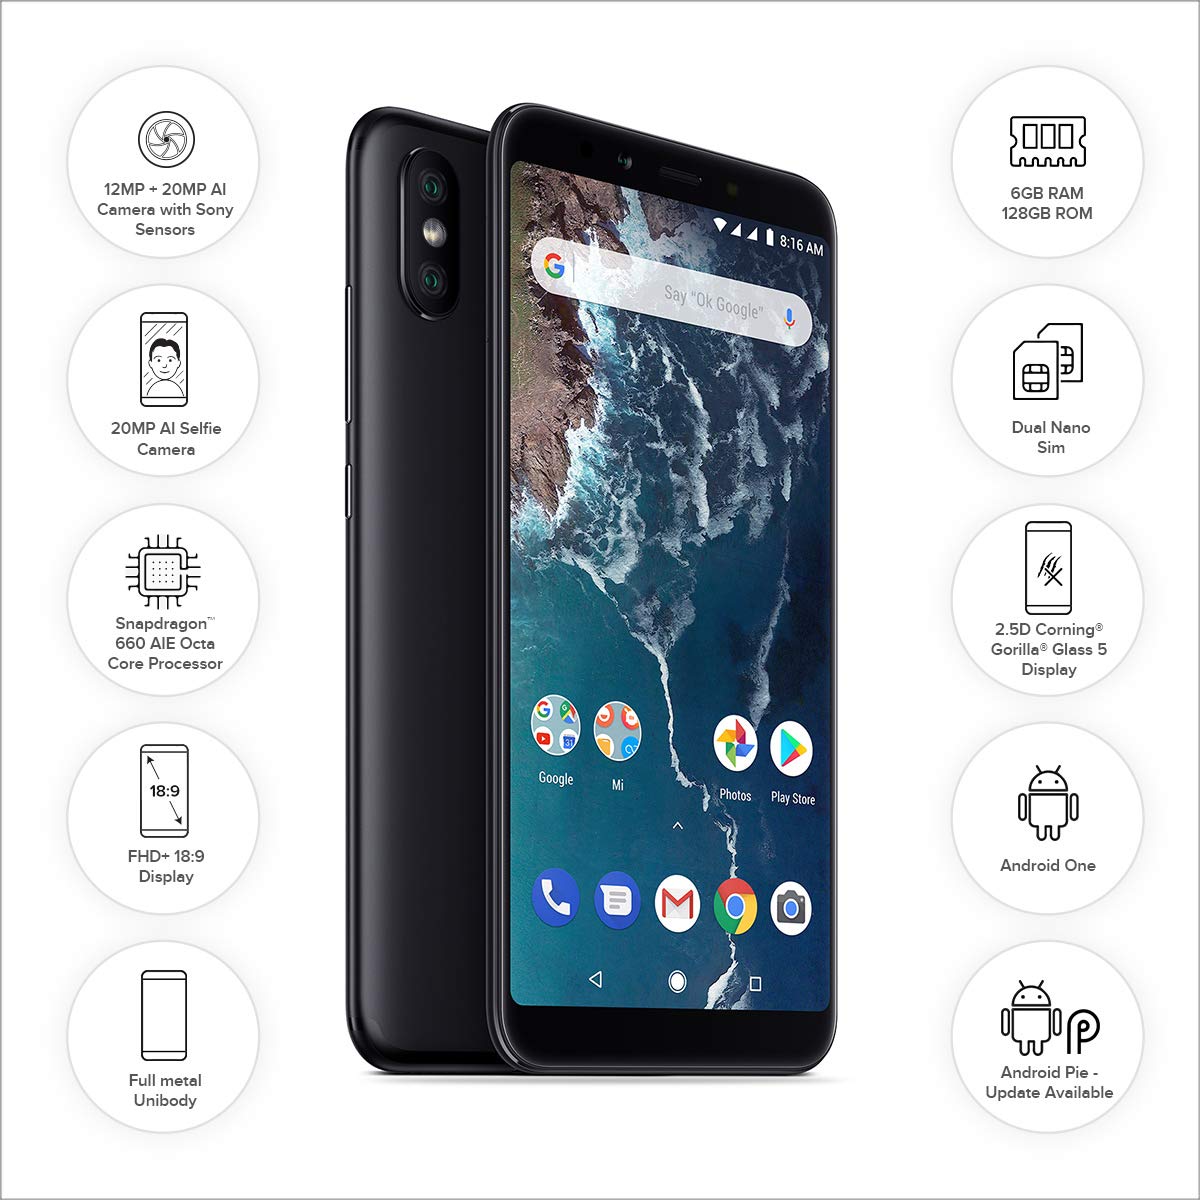 12MP + 20MP AI
Camera with Sony
Sensors
20MP AI Selfie
Camera
Snapdragon™
660 AIE Octa
Core Processor
18:9
FHD+ 18:9
Display
Full metal
Unibody
8:16 AM
Say "Ok Google"
Google
Mi
Photos
Play Store
31
6GB RAM
128GB ROM
Dual Nano
Sim
2.5D Corning®
Gorilla® Glass 5
Display
Android One
Android Pie -
Update Available